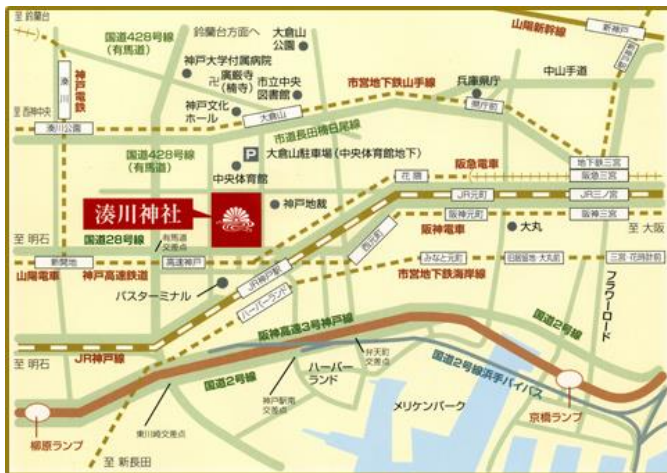 至 鈴蘭台
国道428号線
(有馬道)
鈴蘭台方面へ
大倉山
公園
山陽新幹線
新神戸
新神戸駅
神戸電鉄
湊川
神戸大学付属病院
卍 廣厳寺
(楠寺)
市立中央
図書館
市営地下鉄山手線
兵庫県庁
中山手道
至 西神中央
神戸文化
ホール
大倉山
県庁前
湊川公園
市道長田楠日尾線
国道428号線
(有馬道)
P
大倉山駐車場(中央体育館地下)
中央体育館
阪急電車
地下鉄三宮
花隈
阪急三宮
湊川神社
神戸地裁
JR元町
JR三ノ宮
阪神元町
阪神三宮
至 明石
国道28号線
有馬道
交差点
西元町
阪神電車
大丸
至 大阪
新開地
高速神戸
みなと元町
旧居留地・大丸前
三宮・花時計前
山陽電車
神戸高速鉄道
JR神戸駅
市営地下鉄海岸線
バスターミナル
ハーバーランド
フラワーロード
阪神高速3号神戸線
国道2号線
至 明石
JR神戸線
国道2号線
ハーバー
ランド
弁天町
交差点
国道2号線浜手バイパス
神戸駅南
交差点
メリケンパーク
京橋ランプ
柳原ランプ
東川崎交差点
至 新長田